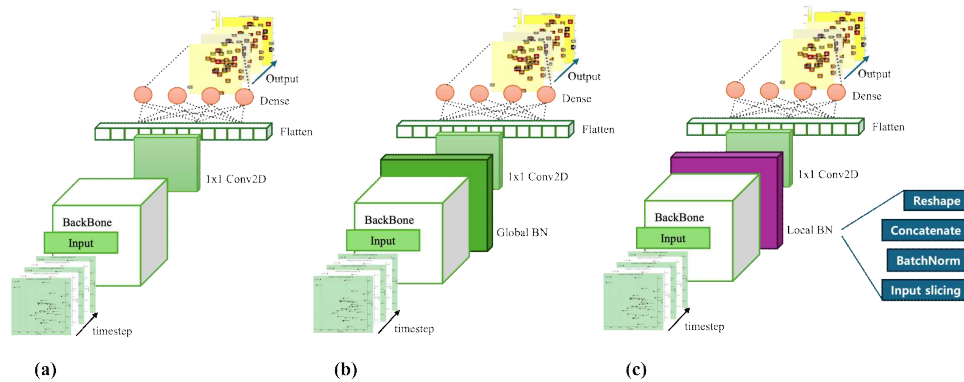 Output
Dense
Flatten
1x1 Conv2D
BackBone
Input
timestep
(a)
Output
Dense
Flatten
1x1 Conv2D
BackBone
Input
Global BN
timestep
(b)
Output
Dense
Flatten
1x1 Conv2D
BackBone
Input
Local BN
timestep
(c)
Reshape
Concatenate
BatchNorm
Input slicing